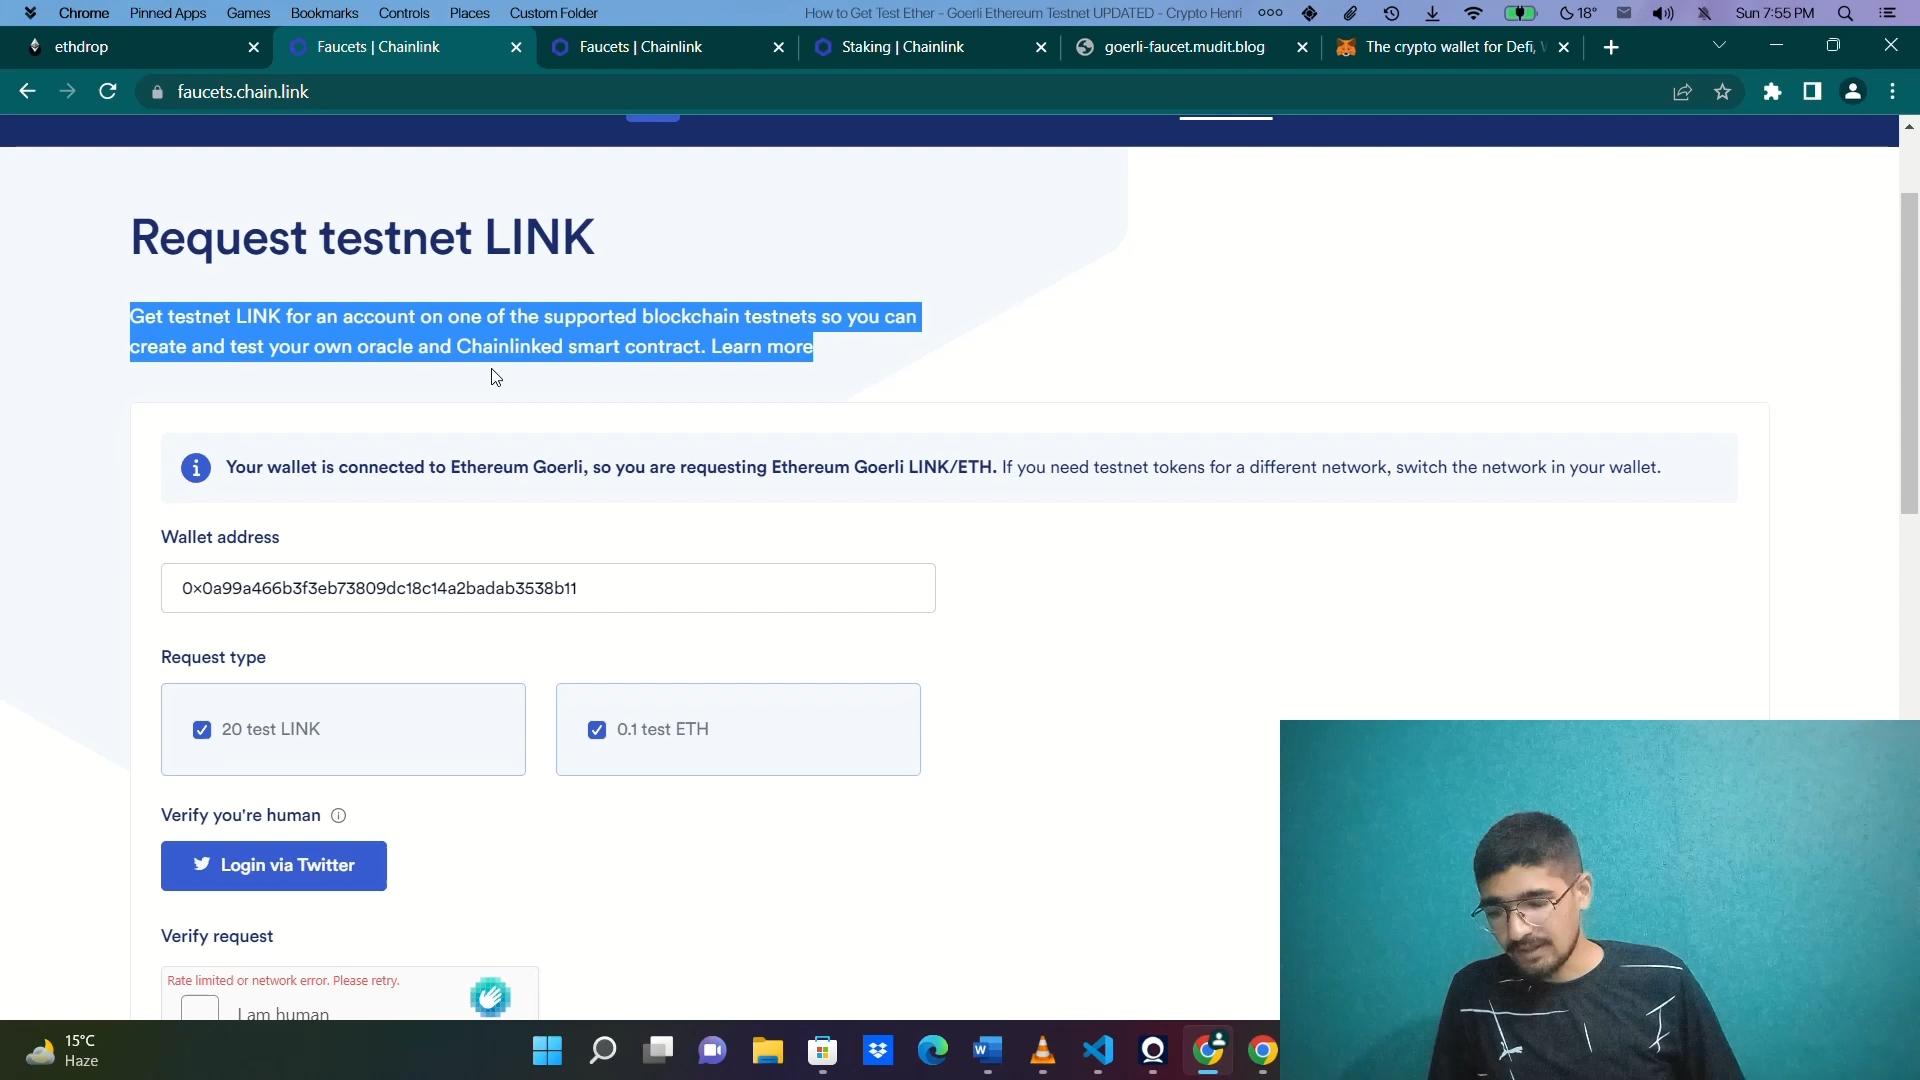 Chrome Pinned Apps Games Bookmarks Controls Places Custom Folder How to Get Test Ether - Goerli Ethereum Testnet UPDATED - Crypto Henri 18° Sun 7:55 PM
ethdrop Faucets | Chainlink Faucets | Chainlink Staking | Chainlink goerli-faucet.mudit.blog The crypto wallet for Defi,
faucets.chain.link
Request testnet LINK
Get testnet LINK for an account on one of the supported blockchain testnets so you can
create and test your own oracle and Chainlinked smart contract. Learn more
Your wallet is connected to Ethereum Goerli, so you are requesting Ethereum Goerli LINK/ETH. If you need testnet tokens for a different network, switch the network in your wallet.
Wallet address
0x0a99a466b3f3eb73809dc18c14a2badab3538b11
Request type
20 test LINK 0.1 test ETH
Verify you're human
Login via Twitter
Verify request
Rate limited or network error. Please retry.
I am human
15°C
Haze